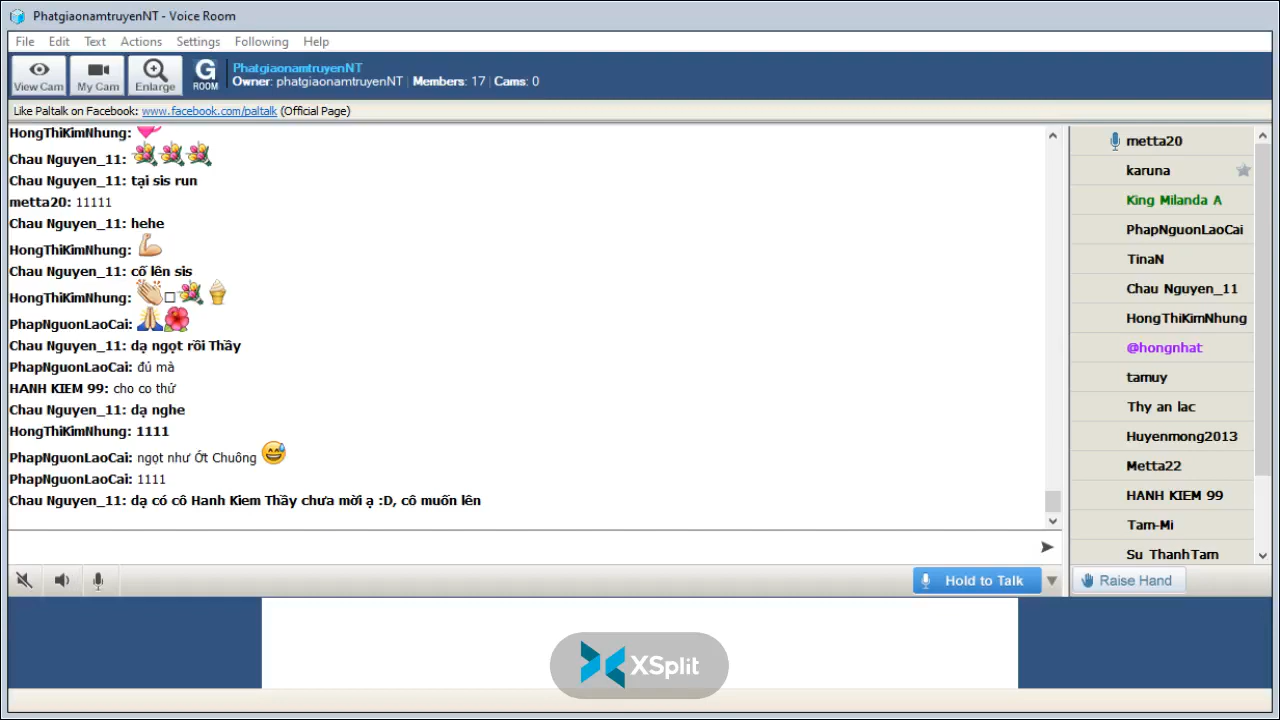 PhatgiaonamtruyenNT - Voice Room
File Edit Text Actions Settings Following Help
View Cam
My Cam
Enlarge
G
ROOM
PhatgiaonamtruyenNT
Owner: phatgiaonamtruyenNT | Members: 17 | Cams: 0
Like Paltalk on Facebook: www.facebook.com/paltalk (Official Page)
HongThiKimNhung:
Chau Nguyen_11:
Chau Nguyen_11: tại sis run
metta20: 11111
Chau Nguyen_11: hehe
HongThiKimNhung:
Chau Nguyen_11: cố lên sis
HongThiKimNhung:
PhapNguonLaoCai:
Chau Nguyen_11: dạ ngọt rồi Thầy
PhapNguonLaoCai: đủ mà
HANH KIEM 99: cho co thử
Chau Nguyen_11: dạ nghe
HongThiKimNhung: 1111
PhapNguonLaoCai: ngọt như Ớt Chuông
PhapNguonLaoCai: 1111
Chau Nguyen_11: dạ có cô Hanh Kiem Thầy chưa mời ạ :D, cô muốn lên
metta20
karuna
King Milanda A
PhapNguonLaoCai
TinaN
Chau Nguyen_11
HongThiKimNhung
@hongnhat
tamuy
Thy an lac
Huyenmong2013
Metta22
HANH KIEM 99
Tam-Mi
Su ThanhTam
Hold to Talk
Raise Hand
XSplit